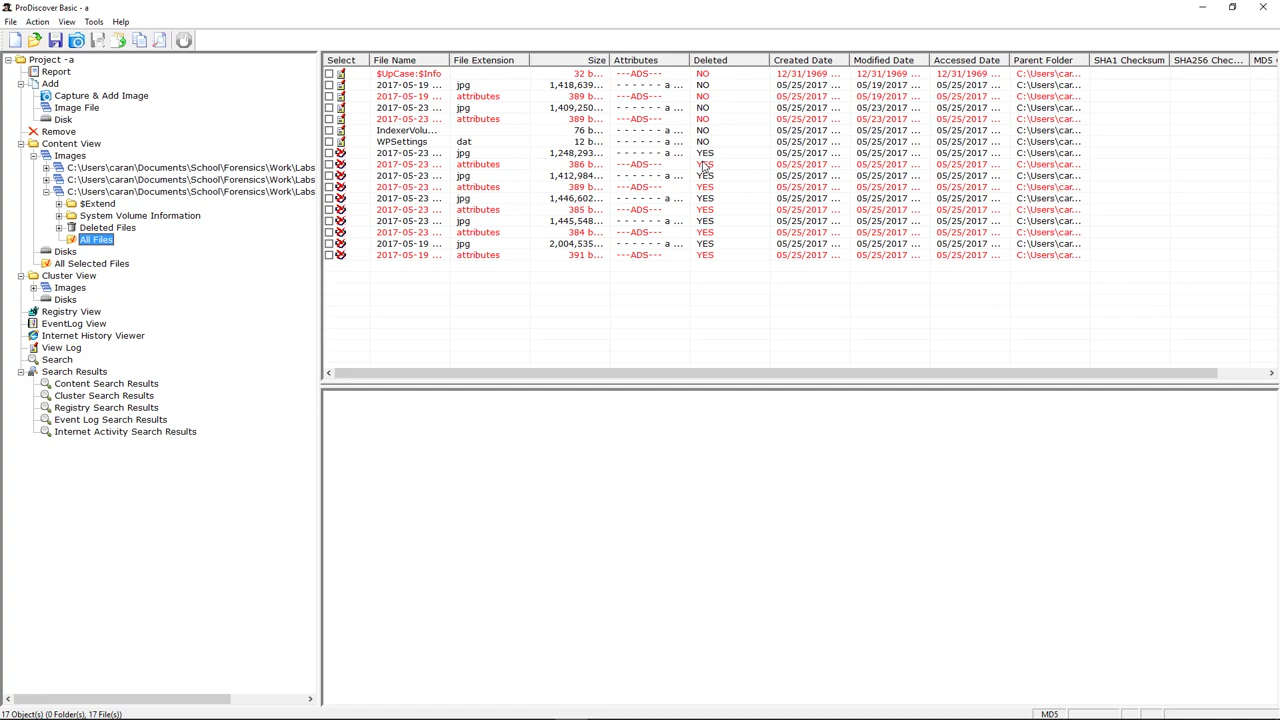 ProDiscover Basic - a
File Action View Tools Help
Project -a
Report
Add
Capture & Add Image
Image File
Disk
Remove
Content View
Images
C:\Users\caran\Documents\School\Forensics\Work\Labs
C:\Users\caran\Documents\School\Forensics\Work\Labs
C:\Users\caran\Documents\School\Forensics\Work\Labs
$Extend
System Volume Information
Deleted Files
All Files
Disks
All Selected Files
Cluster View
Images
Disks
Registry View
EventLog View
Internet History Viewer
View Log
Search
Search Results
Content Search Results
Cluster Search Results
Registry Search Results
Event Log Search Results
Internet Activity Search Results
Select File Name File Extension Size Attributes Deleted Created Date Modified Date Accessed Date Parent Folder SHA1 Checksum SHA256 Chec... MD5
$UpCase:$Info 32 b... ---ADS--- NO 12/31/1969 ... 12/31/1969 ... 12/31/1969 ... C:\Users\car...
2017-05-19 ... jpg 1,418,639... - - - - - - a ... NO 05/25/2017 ... 05/19/2017 ... 05/25/2017 ... C:\Users\car...
2017-05-19 ... attributes 389 b... ---ADS--- NO 05/25/2017 ... 05/19/2017 ... 05/25/2017 ... C:\Users\car...
2017-05-23 ... jpg 1,409,250... - - - - - - a ... NO 05/25/2017 ... 05/23/2017 ... 05/25/2017 ... C:\Users\car...
2017-05-23 ... attributes 389 b... ---ADS--- NO 05/25/2017 ... 05/23/2017 ... 05/25/2017 ... C:\Users\car...
IndexerVolu... 76 b... - - - - - - a ... NO 05/25/2017 ... 05/25/2017 ... 05/25/2017 ... C:\Users\car...
WPSettings dat 12 b... - - - - - - a ... NO 05/25/2017 ... 05/25/2017 ... 05/25/2017 ... C:\Users\car...
2017-05-23 ... jpg 1,248,293... - - - - - - a ... YES 05/25/2017 ... 05/25/2017 ... 05/25/2017 ... C:\Users\car...
2017-05-23 ... attributes 386 b... ---ADS--- YES 05/25/2017 ... 05/25/2017 ... 05/25/2017 ... C:\Users\car...
2017-05-23 ... jpg 1,412,984... - - - - - - a ... YES 05/25/2017 ... 05/25/2017 ... 05/25/2017 ... C:\Users\car...
2017-05-23 ... attributes 389 b... ---ADS--- YES 05/25/2017 ... 05/25/2017 ... 05/25/2017 ... C:\Users\car...
2017-05-23 ... jpg 1,446,602... - - - - - - a ... YES 05/25/2017 ... 05/25/2017 ... 05/25/2017 ... C:\Users\car...
2017-05-23 ... attributes 385 b... ---ADS--- YES 05/25/2017 ... 05/25/2017 ... 05/25/2017 ... C:\Users\car...
2017-05-23 ... jpg 1,445,548... - - - - - - a ... YES 05/25/2017 ... 05/25/2017 ... 05/25/2017 ... C:\Users\car...
2017-05-23 ... attributes 384 b... ---ADS--- YES 05/25/2017 ... 05/25/2017 ... 05/25/2017 ... C:\Users\car...
2017-05-19 ... jpg 2,004,535... - - - - - - a ... YES 05/25/2017 ... 05/25/2017 ... 05/25/2017 ... C:\Users\car...
2017-05-19 ... attributes 391 b... ---ADS--- YES 05/25/2017 ... 05/25/2017 ... 05/25/2017 ... C:\Users\car...
17 Object(s) (0 Folder(s), 17 File(s)) MD5